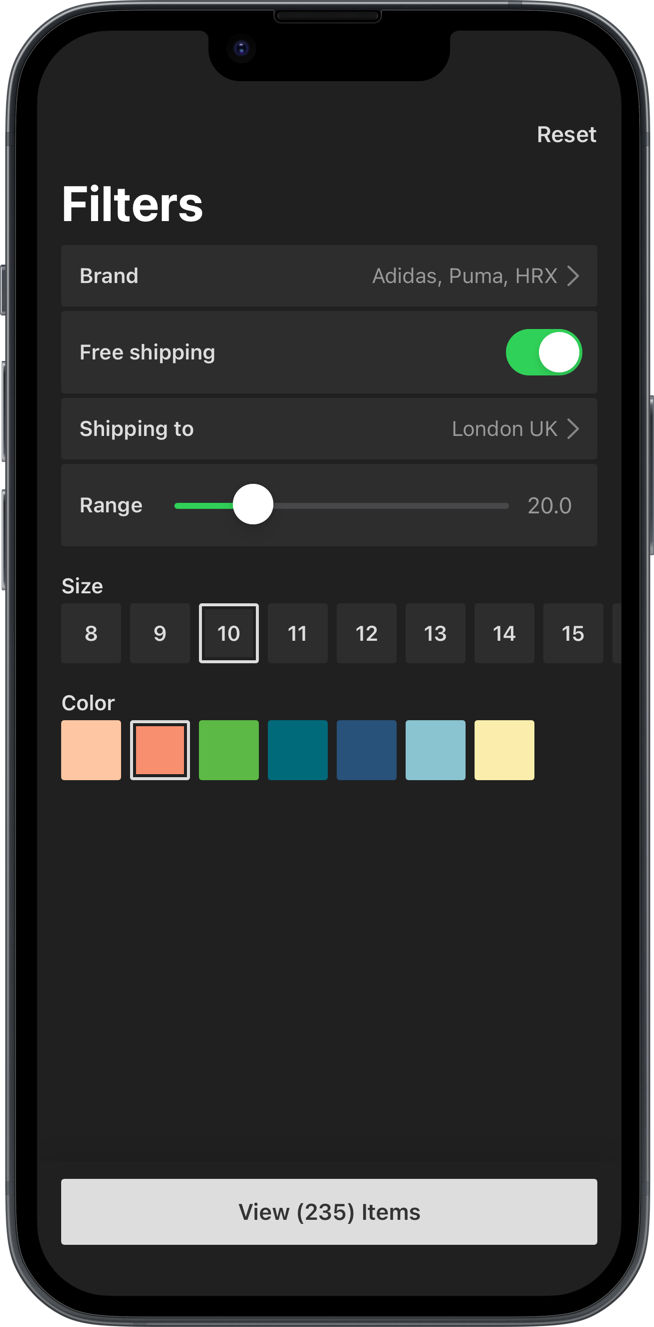 Reset
Filters
Brand Adidas, Puma, HRX
Free shipping
Shipping to London UK
Range 20.0
Size
8 9 10 11 12 13 14 15
Color
View (235) Items